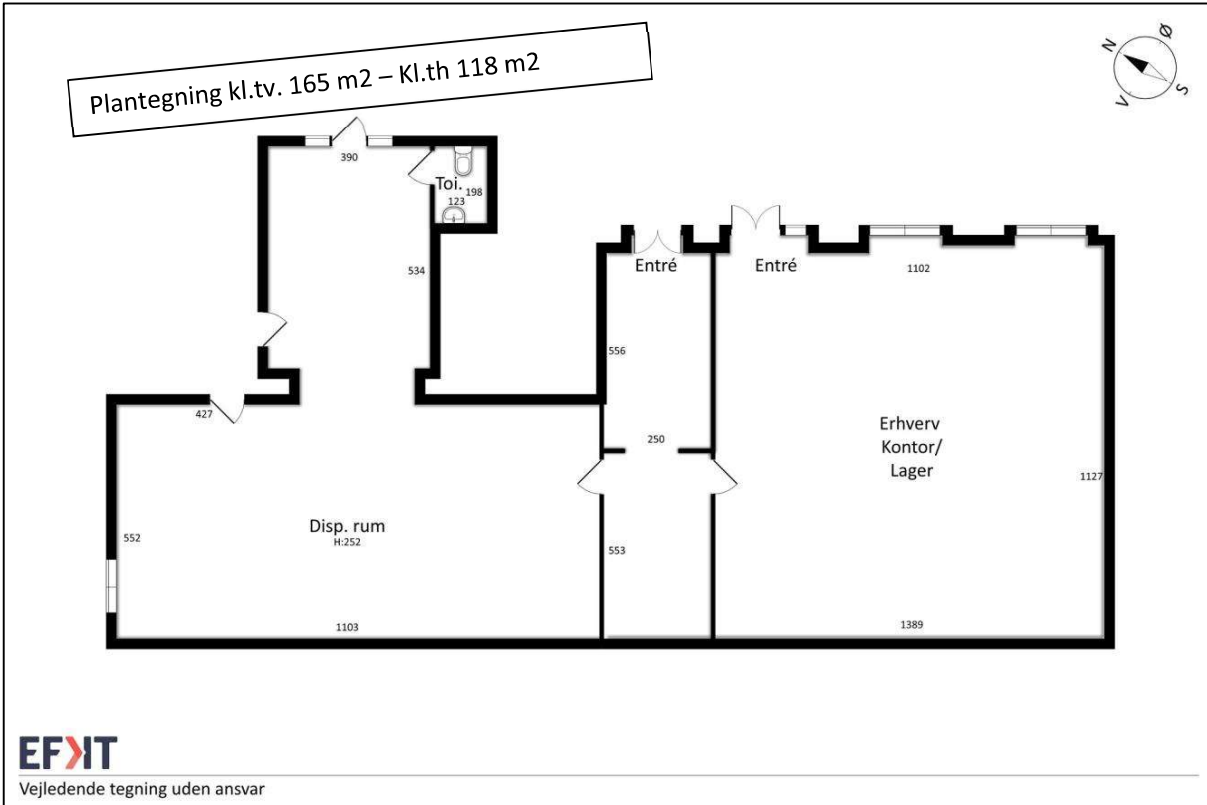 Plantegning kl.tv. 165 m2 – Kl.th 118 m2
N
Ø
V
S
390
Toi.
198
123
534
Entré
Entré
1102
556
427
250
Erhverv
Kontor/
Lager
1127
Disp. rum
H:252
552
553
1103
1389
EFKT
Vejledende tegning uden ansvar